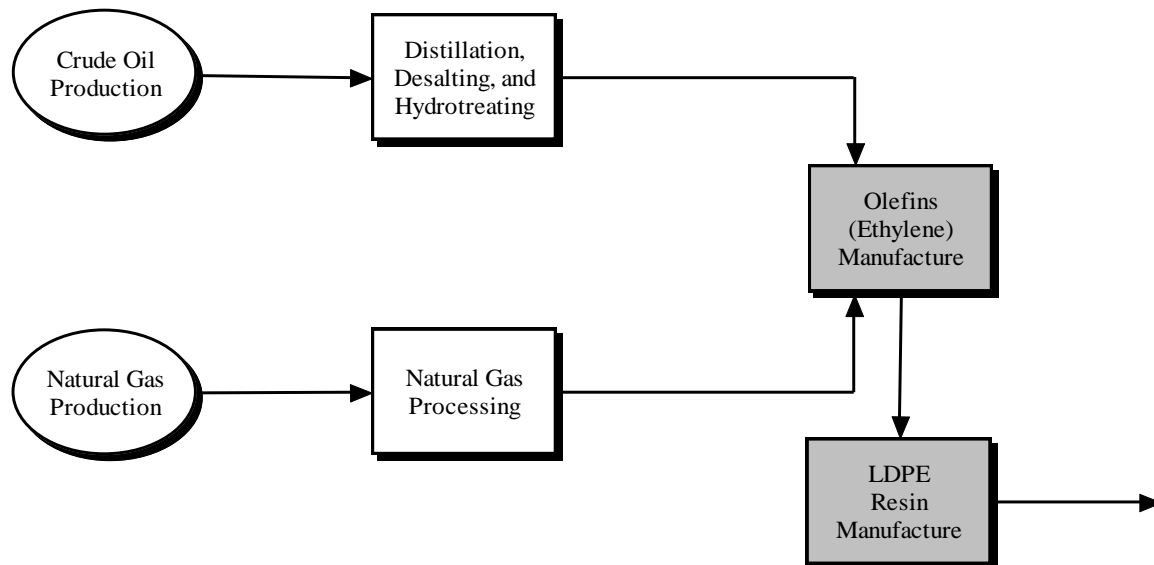 Crude Oil
Production
Distillation,
Desalting, and
Hydrotreating
Olefins
(Ethylene)
Manufacture
Natural Gas
Production
Natural Gas
Processing
LDPE
Resin
Manufacture